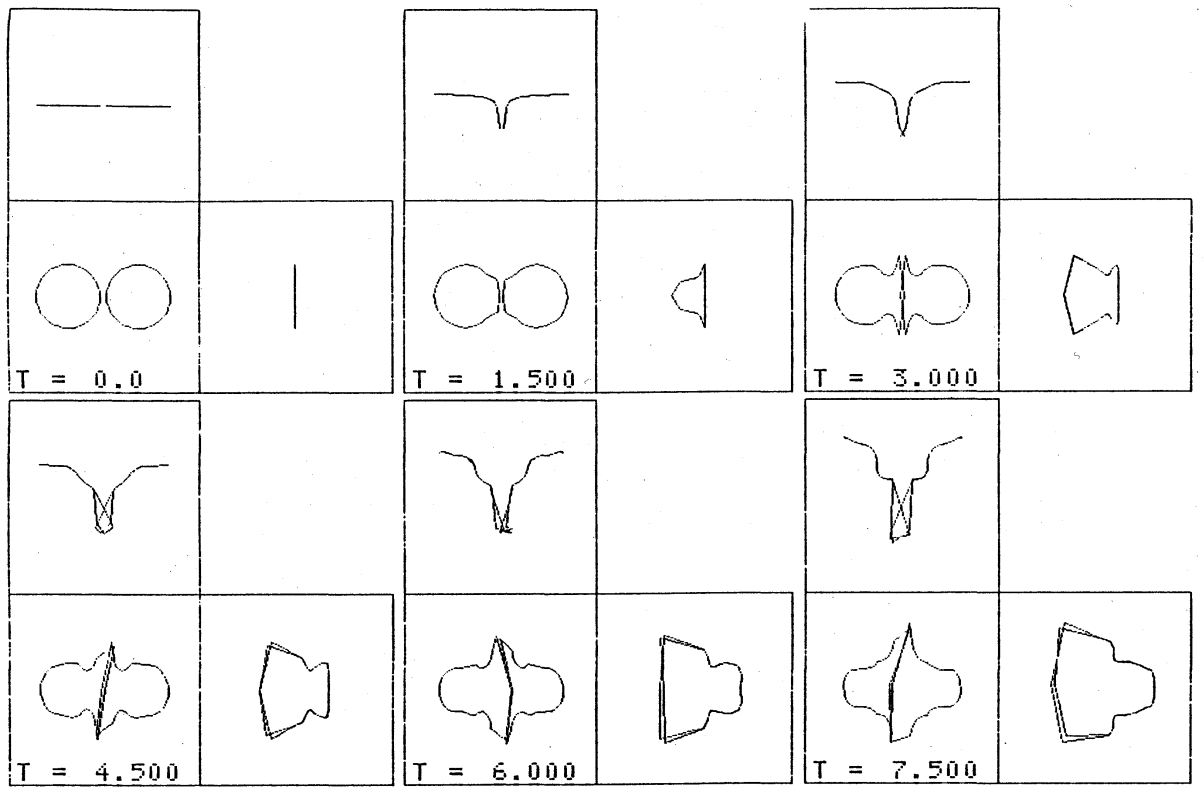 T = 0.0
T = 1.500
T = 3.000
T = 4.500
T = 6.000
T = 7.500